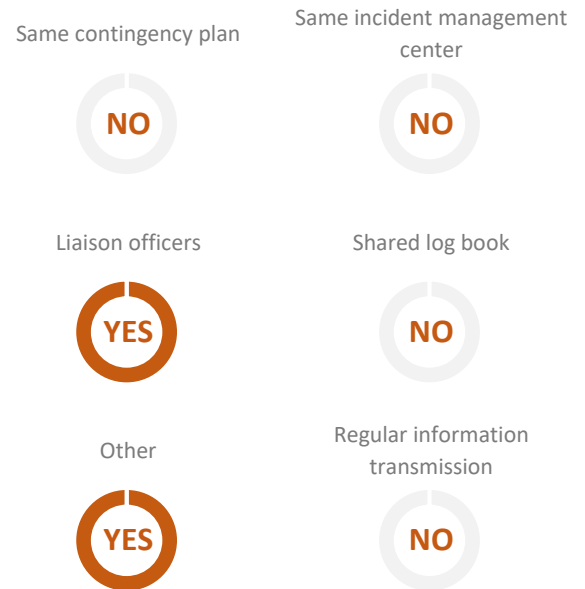 Same contingency plan
NO
Same incident management
center
NO
Liaison officers
YES
Shared log book
NO
Other
YES
Regular information
transmission
NO